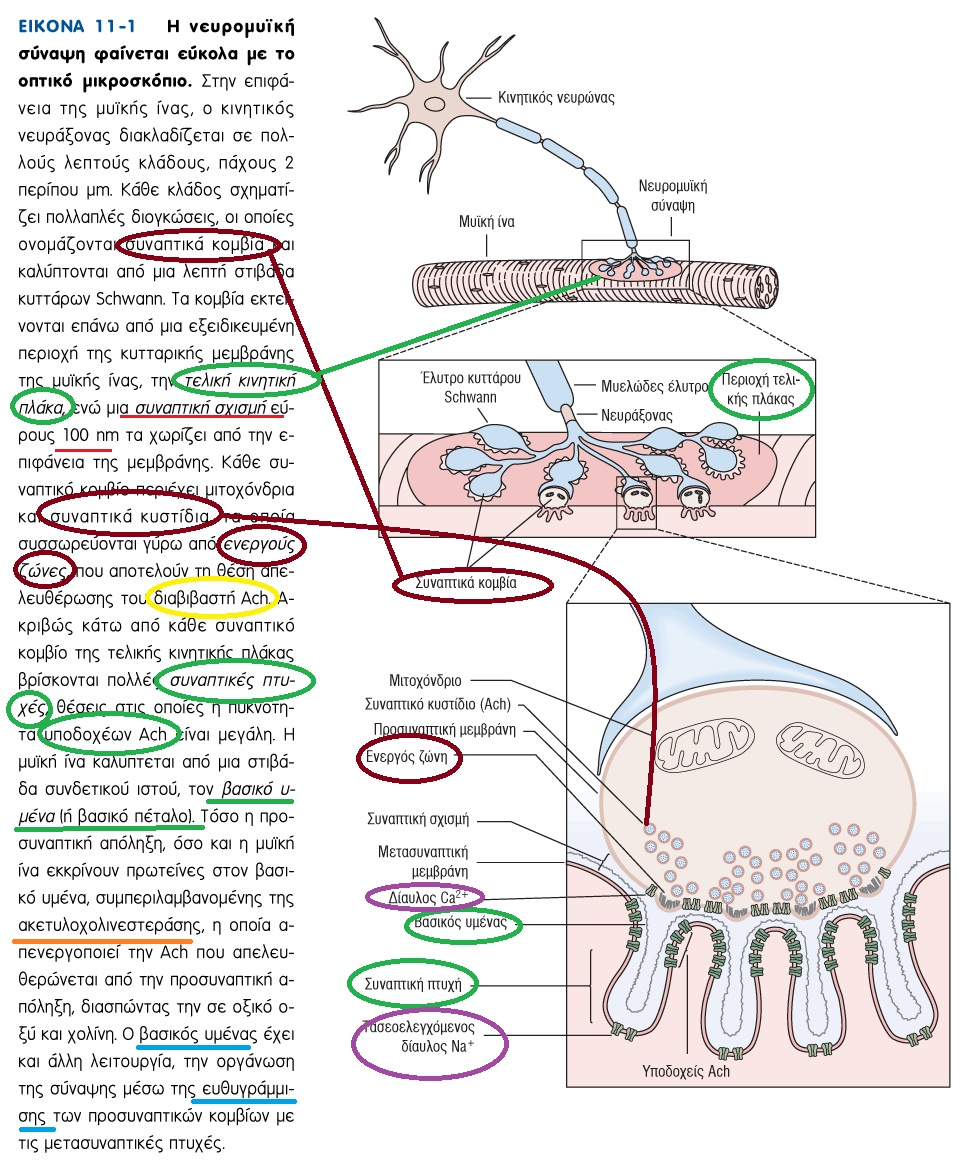 ΕΙΚΟΝΑ 11-1 Η νευρομυϊκή
σύναψη φαίνεται εύκολα με το
οπτικό μικροσκόπιο. Στην επιφά-
νεια της μυϊκής ίνας, ο κινητικός
νευράξονας διακλαδίζεται σε πολ-
λούς λεπτούς κλάδους, πάχους 2
περίπου μm. Κάθε κλάδος σχηματί-
ζει πολλαπλές διογκώσεις, οι οποίες
ονομάζονται συναπτικά κομβία και
καλύπτονται από μια λεπτή στιβάδα
κυττάρων Schwann. Τα κομβία εκτεί-
νονται επάνω από μια εξειδικευμένη
περιοχή της κυτταρικής μεμβράνης
της μυϊκής ίνας, την τελική κινητική
πλάκα, ενώ μια συναπτική σχισμή εύ-
ρους 100 nm τα χωρίζει από την ε-
πιφάνεια της μεμβράνης. Κάθε συ-
ναπτικό κομβίο περιέχει μιτοχόνδρια
και συναπτικά κυστίδια, τα οποία
συσσωρεύονται γύρω από ενεργούς
ζώνες, που αποτελούν τη θέση απε-
λευθέρωσης του διαβιβαστή Ach. Α-
κριβώς κάτω από κάθε συναπτικό
κομβίο της τελικής κινητικής πλάκας
βρίσκονται πολλές συναπτικές πτυ-
χές, θέσεις στις οποίες η πυκνότη-
τα υποδοχέων Ach είναι μεγάλη. Η
μυϊκή ίνα καλύπτεται από μια στιβά-
δα συνδετικού ιστού, τον βασικό υ-
μένα (ή βασικό πέταλο). Τόσο η προ-
συναπτική απόληξη, όσο και η μυϊκή
ίνα εκκρίνουν πρωτεΐνες στον βασι-
κό υμένα, συμπεριλαμβανομένης της
ακετυλοχολινεστεράσης, η οποία α-
πενεργοποιεί την Ach που απελευ-
θερώνεται από την προσυναπτική α-
πόληξη, διασπώντας την σε οξικό ο-
ξύ και χολίνη. Ο βασικός υμένας έχει
και άλλη λειτουργία, την οργάνωση
της σύναψης μέσω της ευθυγράμμι-
σης των προσυναπτικών κομβίων με
τις μετασυναπτικές πτυχές.
Κινητικός νευρώνας
Νευρομυϊκή
σύναψη
Μυϊκή ίνα
Έλυτρο κυττάρου
Schwann
Μυελώδες έλυτρο
Νευράξονας
Περιοχή τελι-
κής πλάκας
Συναπτικά κομβία
Μιτοχόνδριο
Συναπτικό κυστίδιο (Ach)
Προσυναπτική μεμβράνη
Ενεργός ζώνη
Συναπτική σχισμή
Μετασυναπτική
μεμβράνη
Δίαυλος Ca²⁺
Βασικός υμένας
Συναπτική πτυχή
Τασεοελεγχόμενος
δίαυλος Na⁺
Υποδοχείς Ach